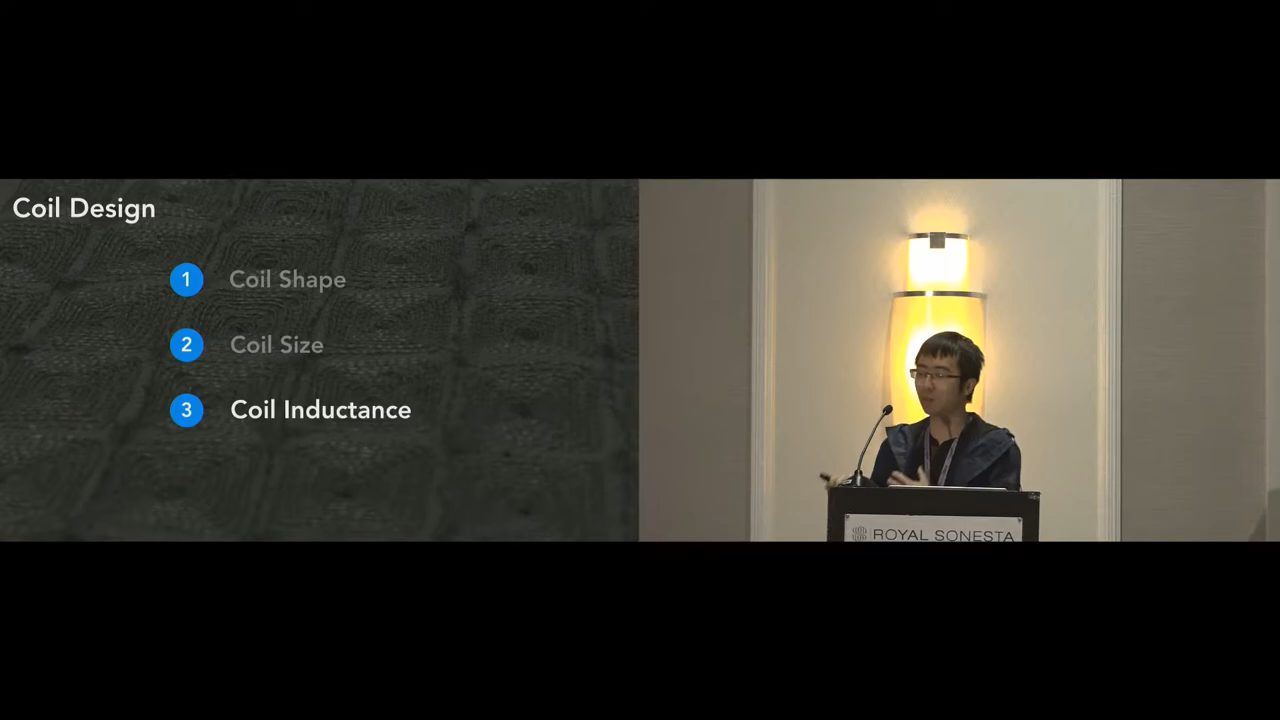 Coil Design
1 Coil Shape
2 Coil Size
3 Coil Inductance
ROYAL SONESTA